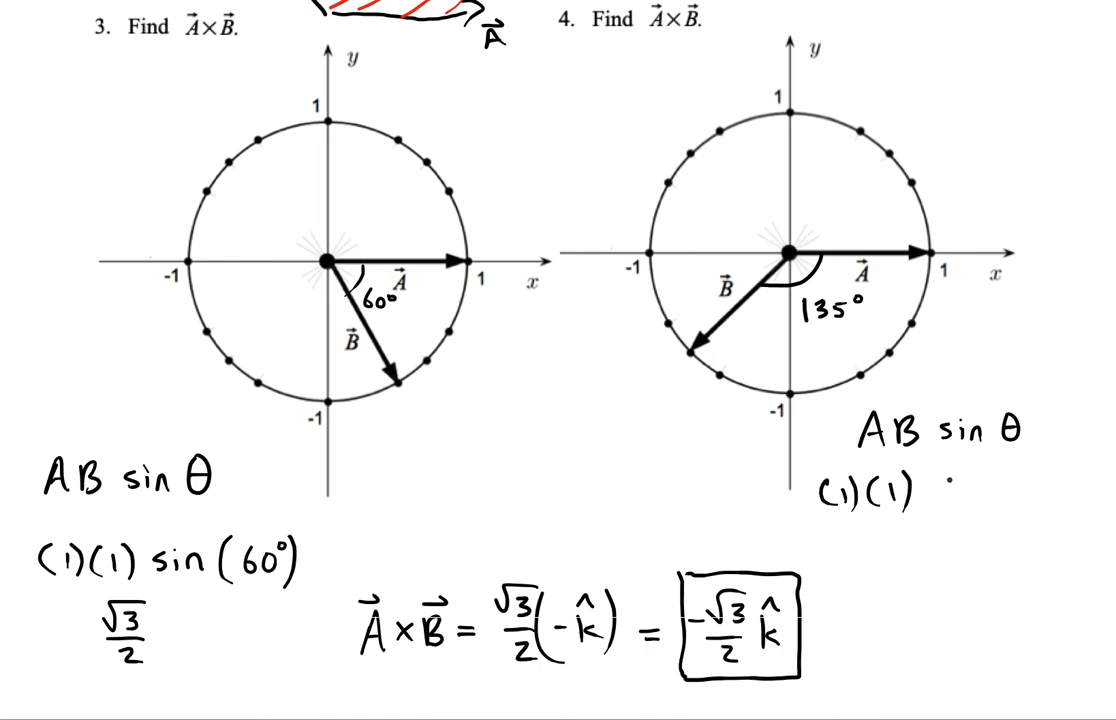 A⃗
3. Find A⃗×B⃗.
y
1
-1
1
x
A⃗
60°
B⃗
-1
AB sin θ
(1)(1) sin(60°)
√3/2
4. Find A⃗×B⃗.
y
1
-1
1
x
A⃗
B⃗
135°
-1
AB sin θ
(1)(1)
A⃗×B⃗ = √3/2(-k̂) = -√3/2 k̂